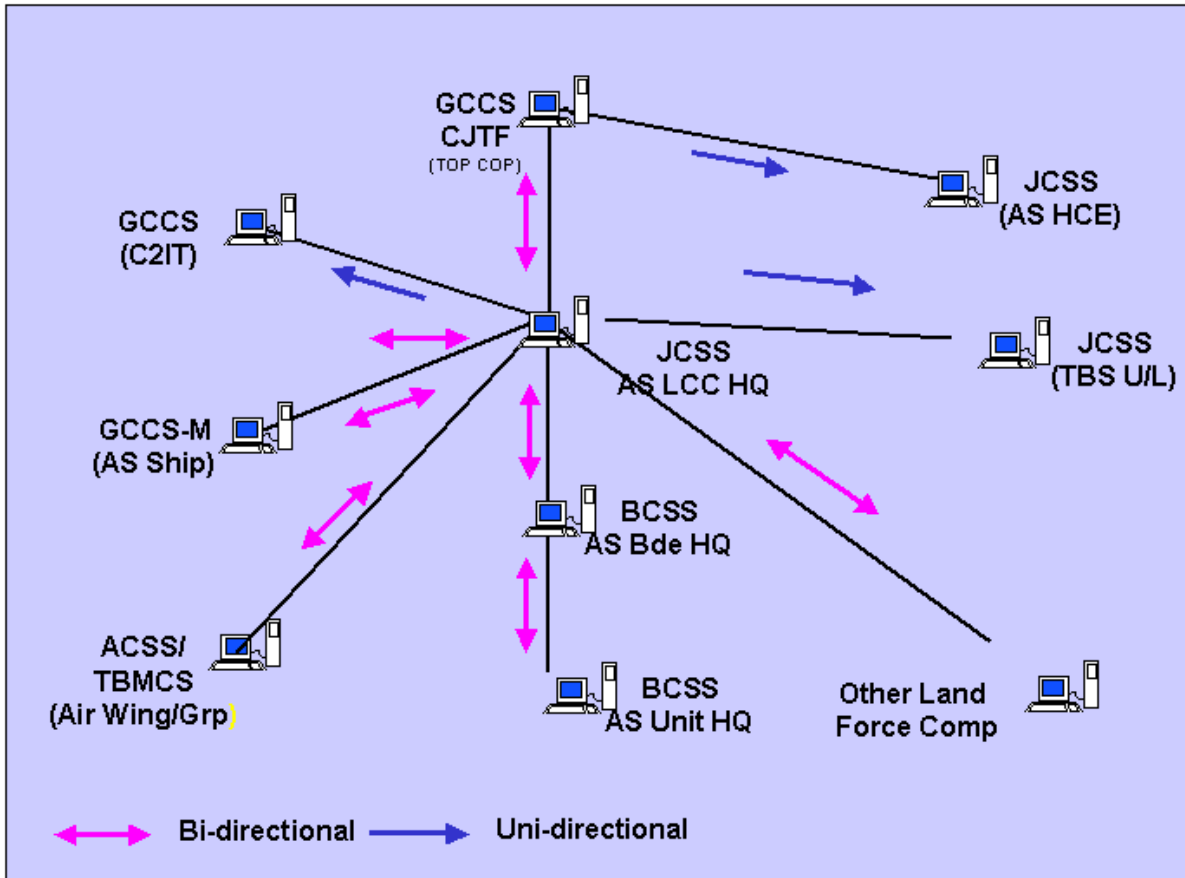 GCCS
CJTF
(TOP COP)
JCSS
(AS HCE)
GCCS
(C2IT)
JCSS
AS LCC HQ
JCSS
(TBS U/L)
GCCS-M
(AS Ship)
BCSS
AS Bde HQ
ACSS/
TBMCS
(Air Wing/Grp)
BCSS
AS Unit HQ
Other Land
Force Comp
Bi-directional
Uni-directional